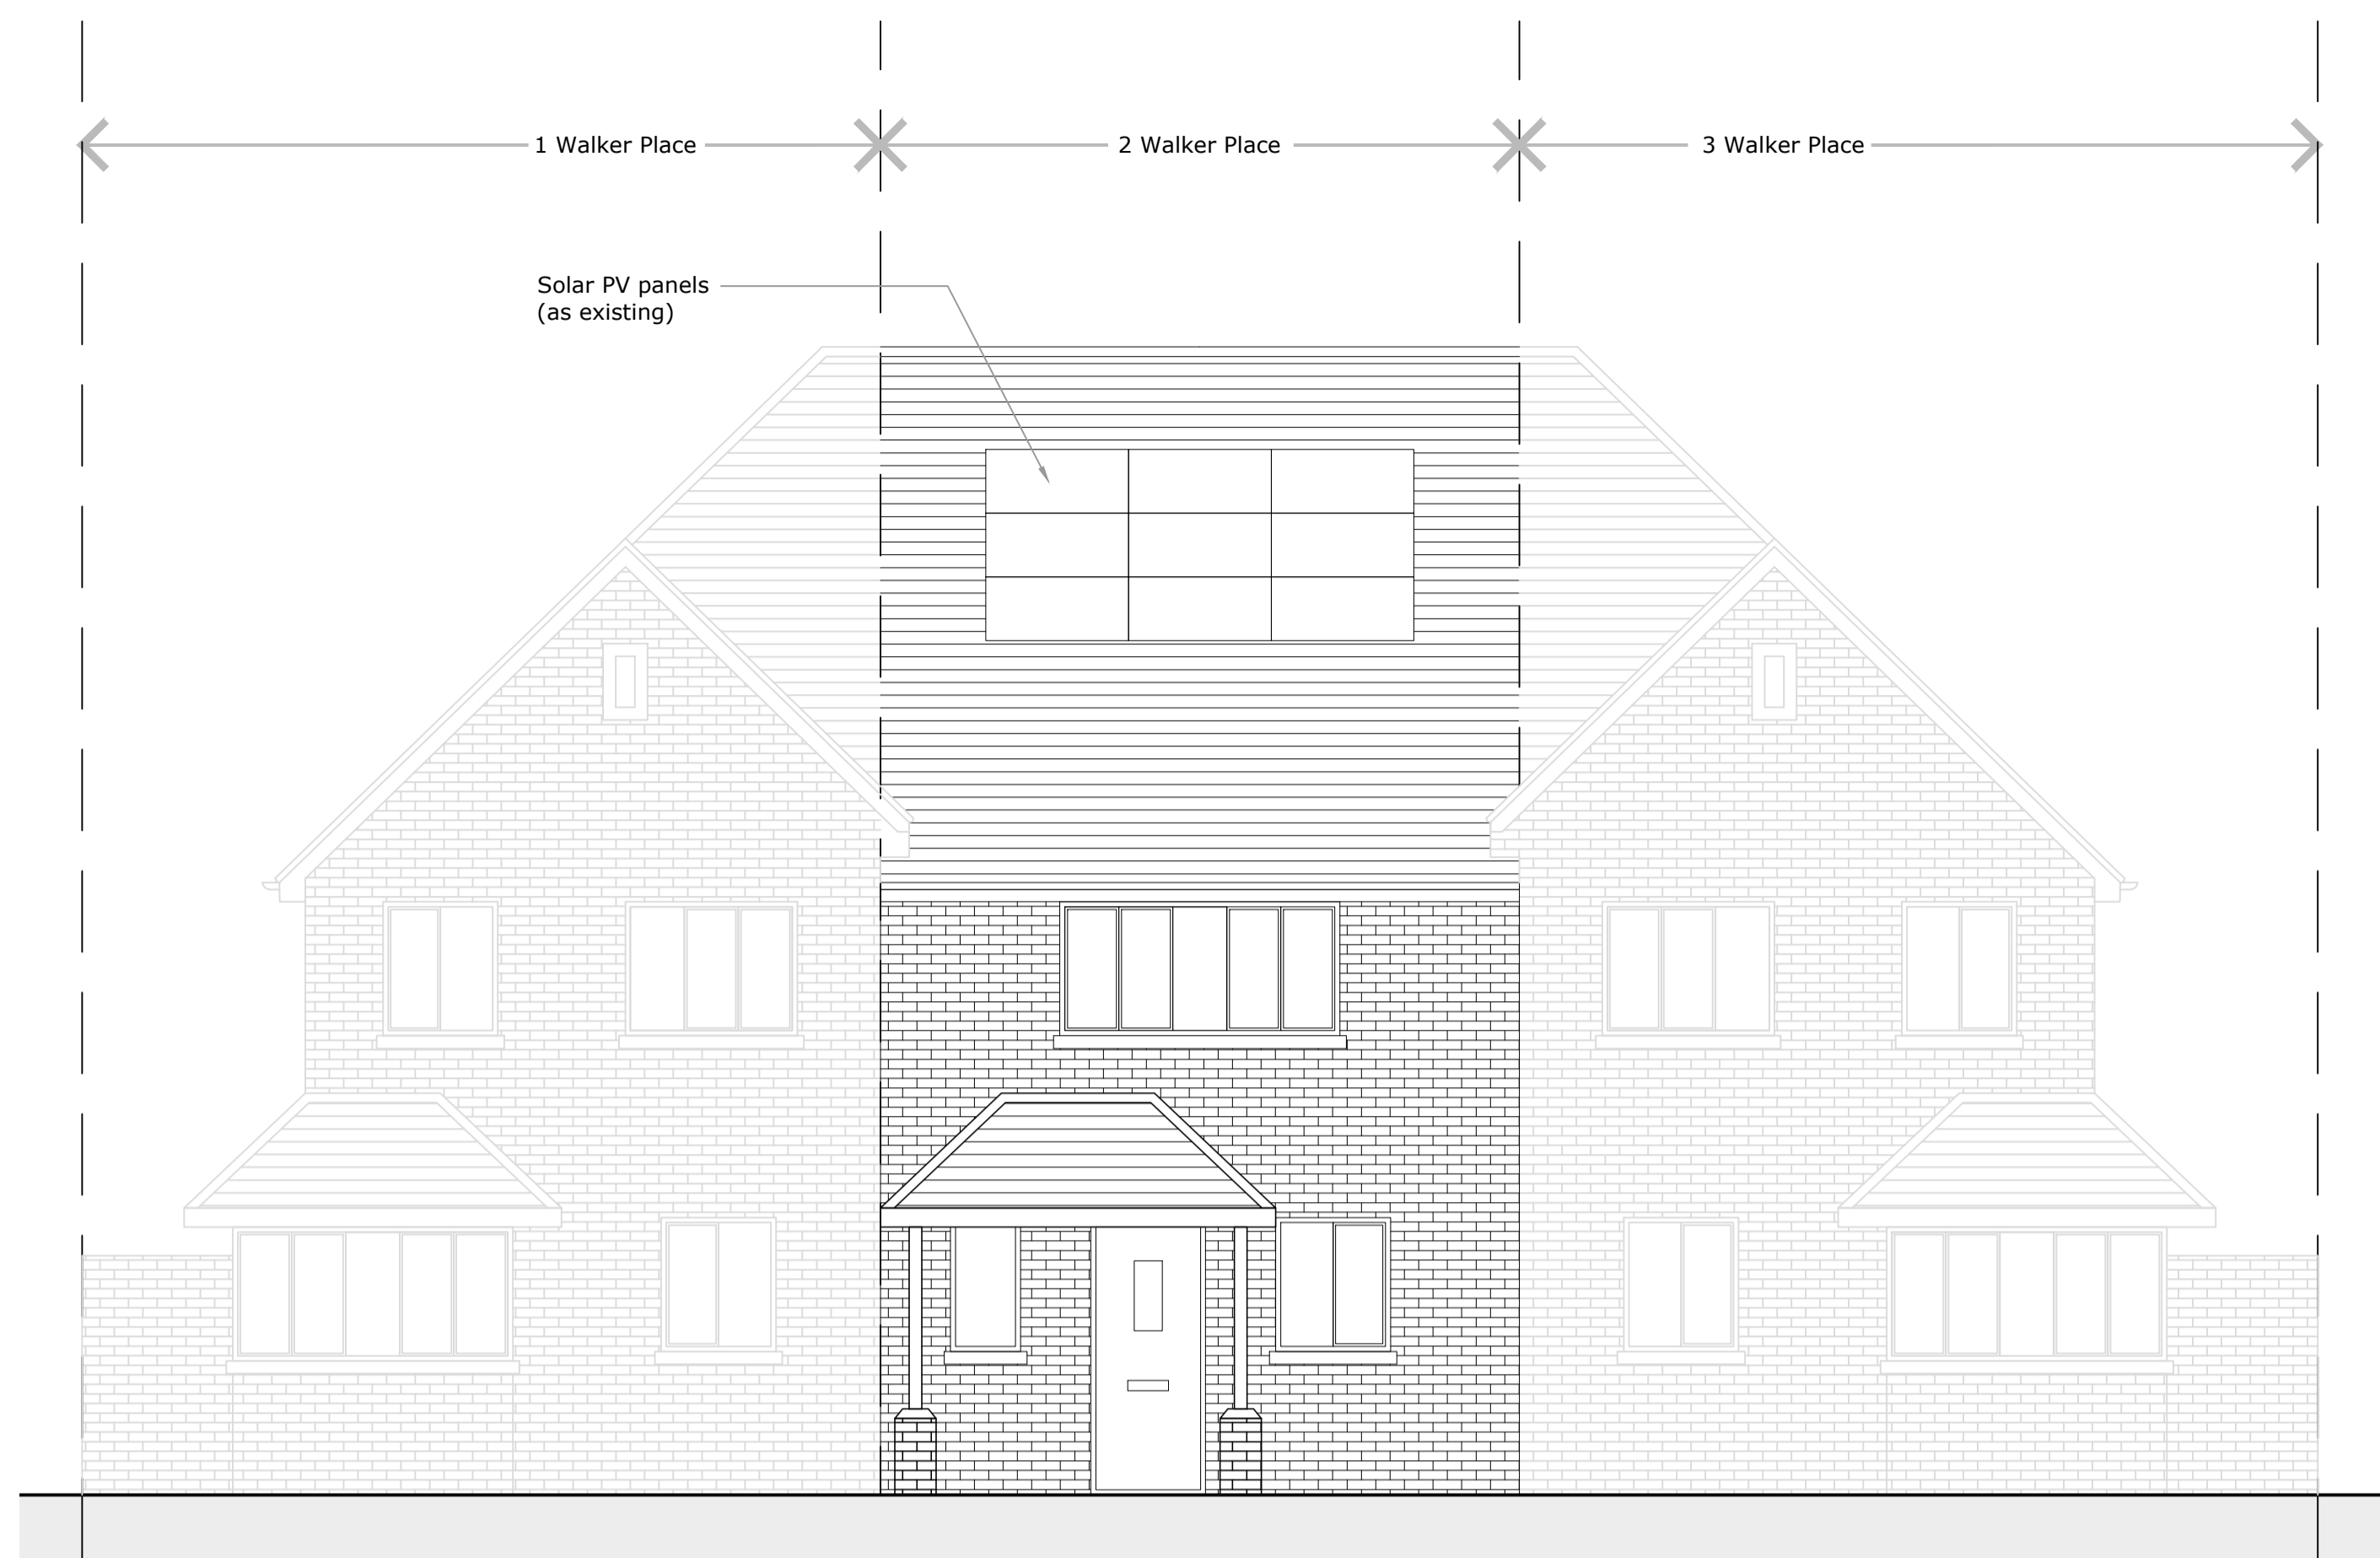 1 Walker Place
2 Walker Place
3 Walker Place
Solar PV panels
(as existing)